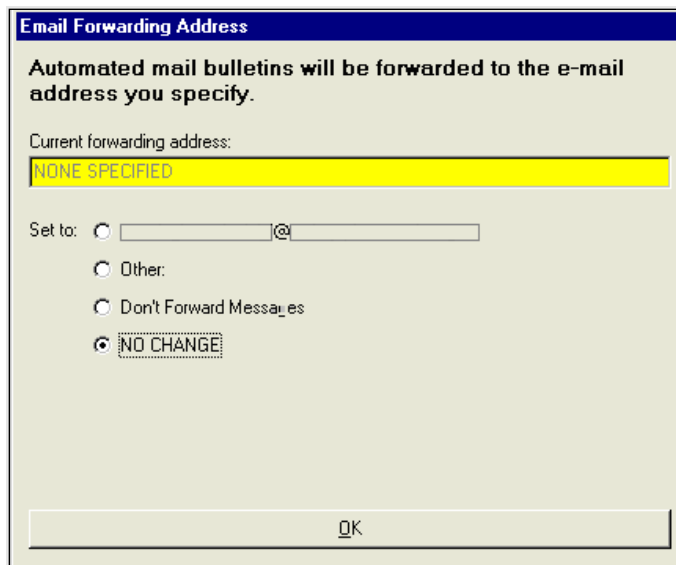 Email Forwarding Address
Automated mail bulletins will be forwarded to the e-mail
address you specify.
Current forwarding address:
NONE SPECIFIED
Set to: @
Other:
Don't Forward Messages
NO CHANGE
OK